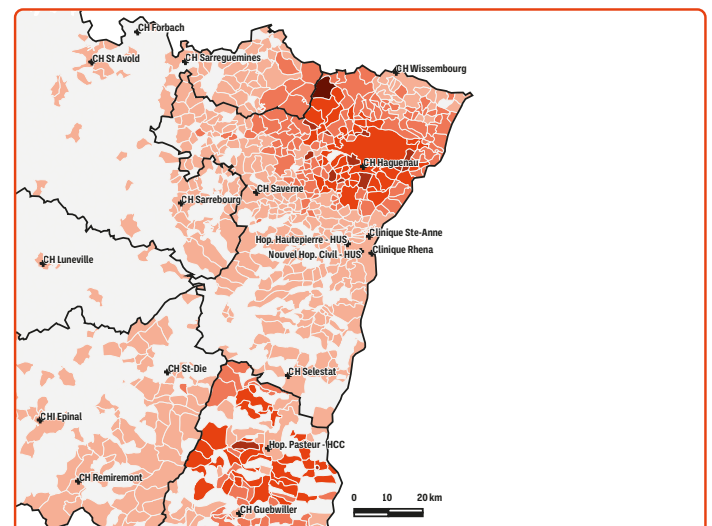 CH Forbach
CH St Avold
CH Sarreguemines
CH Wissembourg
CH Haguenau
CH Saverne
CH Sarrebourg
Clinique Ste-Anne
Hop. Hautepierre - HUS
Clinique Rhena
Nouvel Hop. Civil - HUS
CH Luneville
CH St-Die
CH Selestat
CHI Epinal
Hop. Pasteur - HCC
CH Remiremont
0 10 20 km
CH Guebwiller